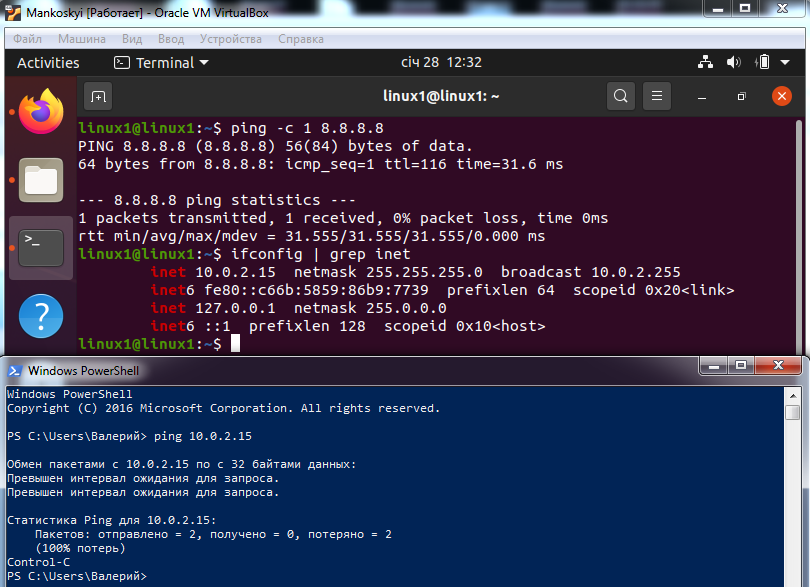 Mankoskyi [Работает] - Oracle VM VirtualBox
Файл Машина Вид Ввод Устройства Справка
Activities Terminal січ 28 12:32
linux1@linux1: ~
linux1@linux1:~$ ping -c 1 8.8.8.8
PING 8.8.8.8 (8.8.8.8) 56(84) bytes of data.
64 bytes from 8.8.8.8: icmp_seq=1 ttl=116 time=31.6 ms
--- 8.8.8.8 ping statistics ---
1 packets transmitted, 1 received, 0% packet loss, time 0ms
rtt min/avg/max/mdev = 31.555/31.555/31.555/0.000 ms
linux1@linux1:~$ ifconfig | grep inet
inet 10.0.2.15 netmask 255.255.255.0 broadcast 10.0.2.255
inet6 fe80::c66b:5859:86b9:7739 prefixlen 64 scopeid 0x20<link>
inet 127.0.0.1 netmask 255.0.0.0
inet6 ::1 prefixlen 128 scopeid 0x10<host>
linux1@linux1:~$
Windows PowerShell
Windows PowerShell
Copyright (C) 2016 Microsoft Corporation. All rights reserved.
PS C:\Users\Валерий> ping 10.0.2.15
Обмен пакетами с 10.0.2.15 по с 32 байтами данных:
Превышен интервал ожидания для запроса.
Превышен интервал ожидания для запроса.
Статистика Ping для 10.0.2.15:
Пакетов: отправлено = 2, получено = 0, потеряно = 2
(100% потерь)
Control-C
PS C:\Users\Валерий>